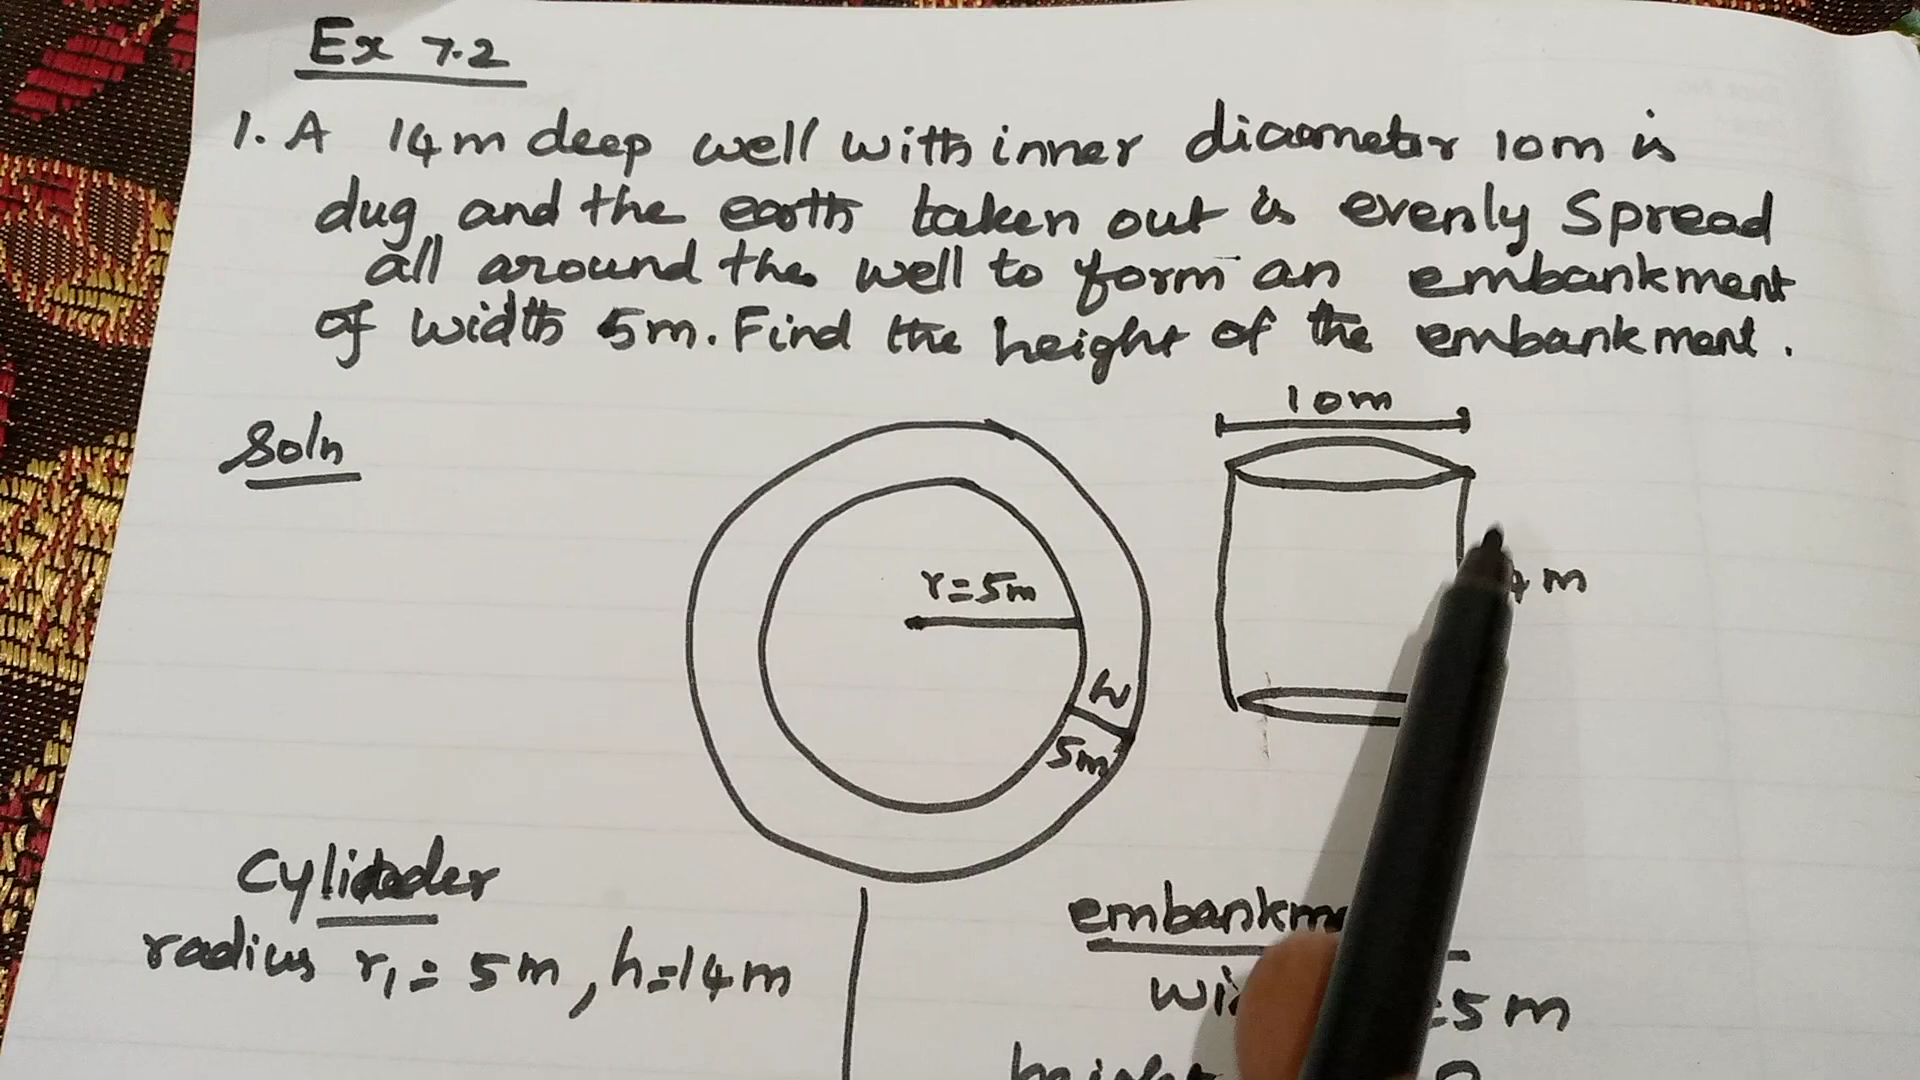 Ex 7.2
1. A 14m deep well with inner diameter 10m is
dug and the earth taken out is evenly spread
all around the well to form an embankment
of width 5m. Find the height of the embankment.
10m
Soln
r=5m
m
w
5m
Cylinder
radius r₁ = 5m, h=14m
=5m